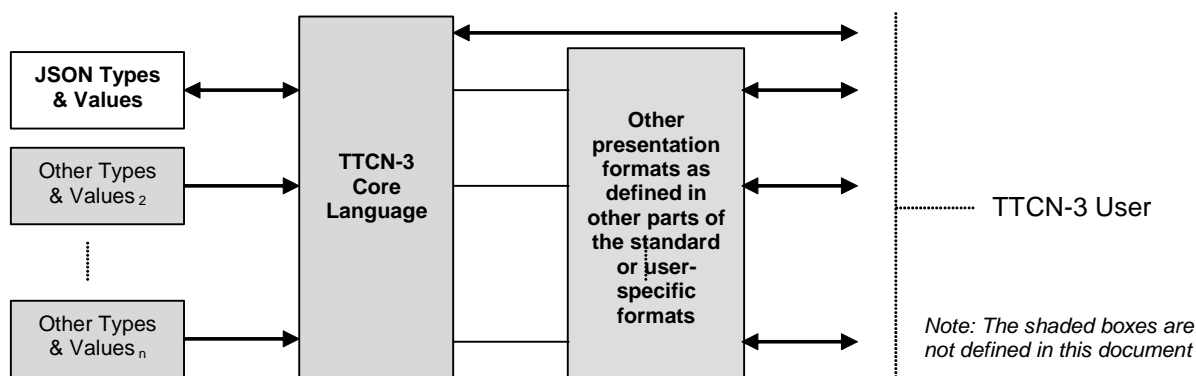 JSON Types
& Values
Other Types
& Values 2
Other Types
& Values n
TTCN-3
Core
Language
Other
presentation
formats as
defined in
other parts of
the standard
or user-
specific
formats
TTCN-3 User
Note: The shaded boxes are
not defined in this document